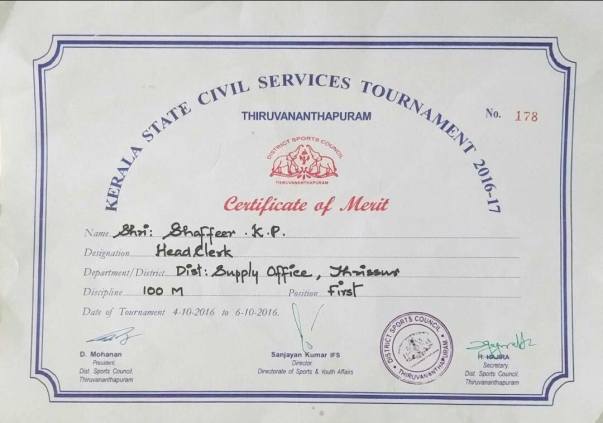 KERALA STATE CIVIL SERVICES TOURNAMENT 2016-17
THIRUVANANTHAPURAM
No. 178
DISTRICT SPORTS COUNCIL
THIRUVANANTHAPURAM
Certificate of Merit
Name Shri: Shaffeer .K.P.
Designation Head Clerk
Department/District Dist: Supply Office, Thrissur
Discipline 100 M Position First
Date of Tournament 4-10-2016 to 6-10-2016.
D. Mohanan
President,
Dist. Sports Council,
Thiruvananthapuram
Sanjayan Kumar IFS
Director
Directorate of Sports & Youth Affairs
DISTRICT SPORTS COUNCIL
THIRUVANANTHAPURAM
HAJIRA
Secretary,
Dist. Sports Council,
Thiruvananthapuram